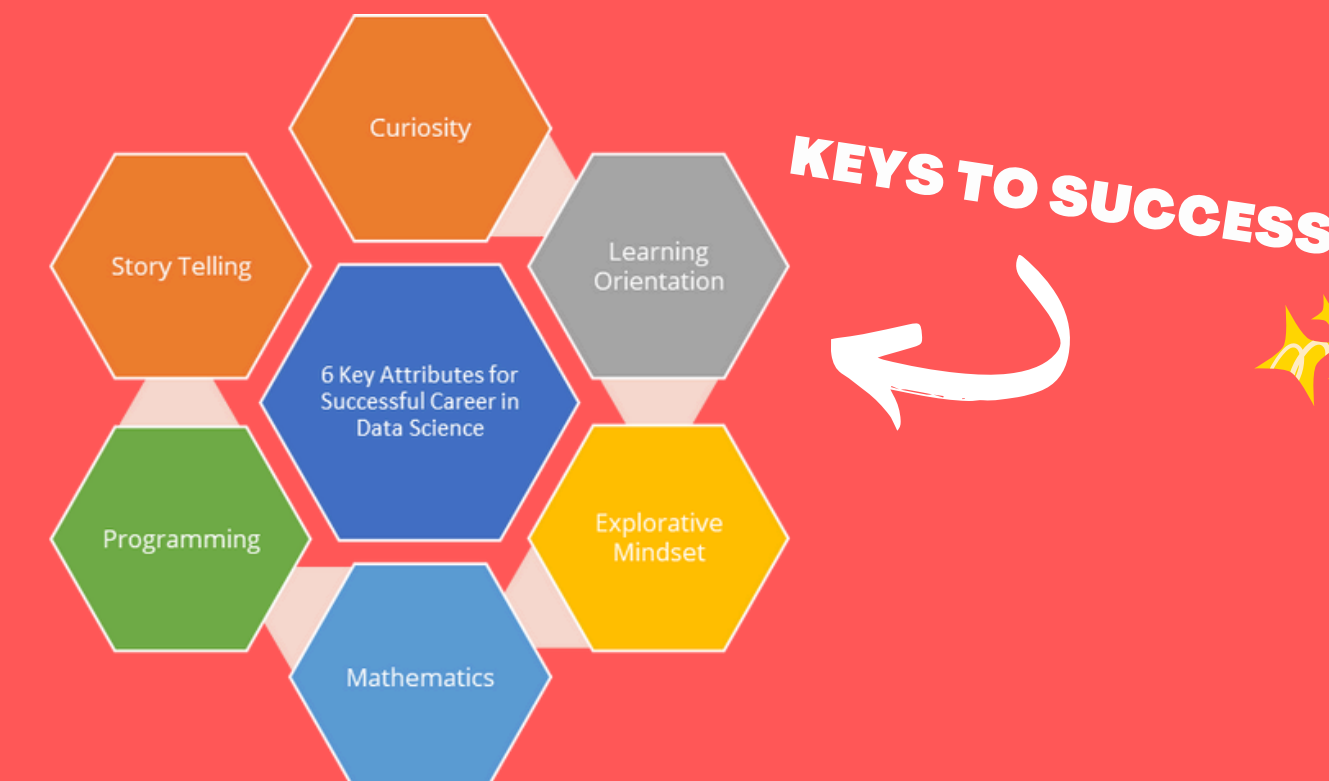 Curiosity
KEYS TO SUCCESS
Story Telling
Learning
Orientation
6 Key Attributes for
Successful Career in
Data Science
Programming
Explorative
Mindset
Mathematics